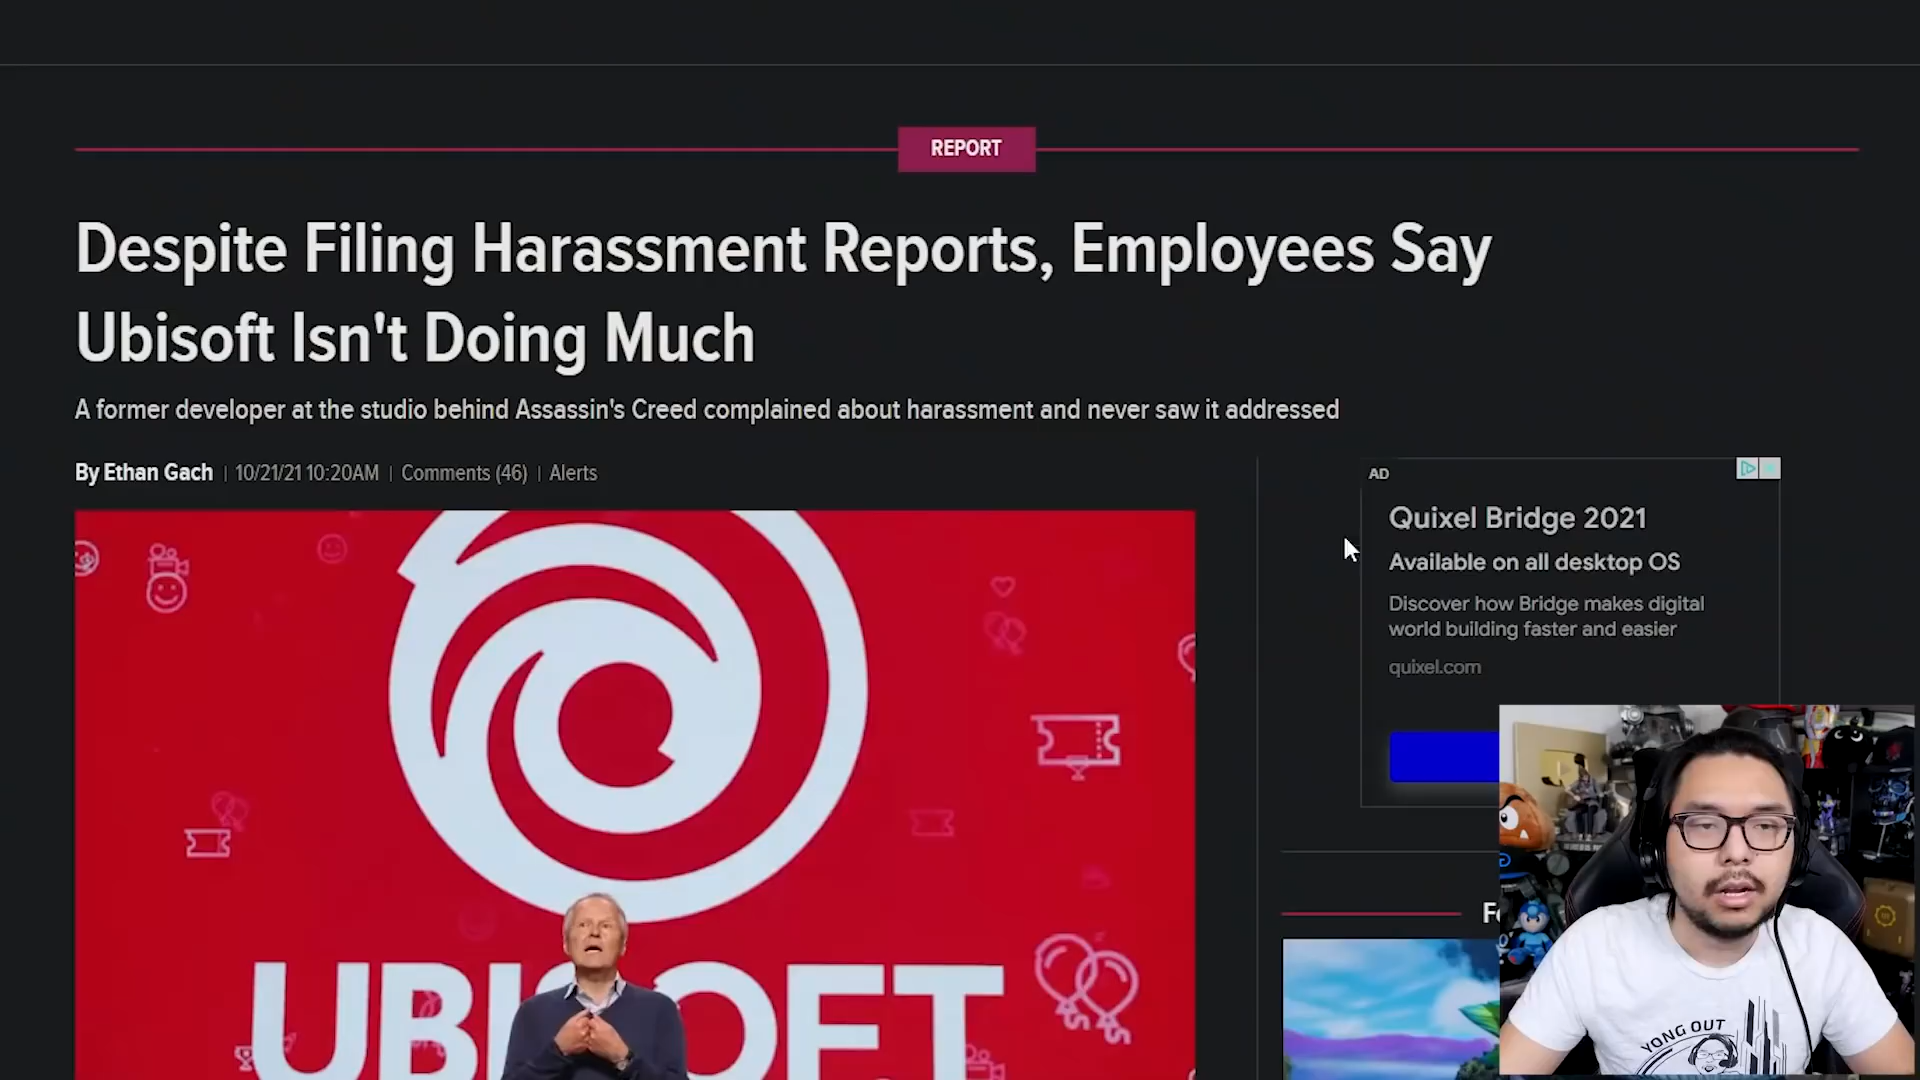 REPORT
Despite Filing Harassment Reports, Employees Say
Ubisoft Isn't Doing Much
A former developer at the studio behind Assassin's Creed complained about harassment and never saw it addressed
By Ethan Gach | 10/21/21 10:20AM | Comments (46) | Alerts
AD
Quixel Bridge 2021
Available on all desktop OS
Discover how Bridge makes digital
world building faster and easier
quixel.com
UBISOFT
YONG OUT